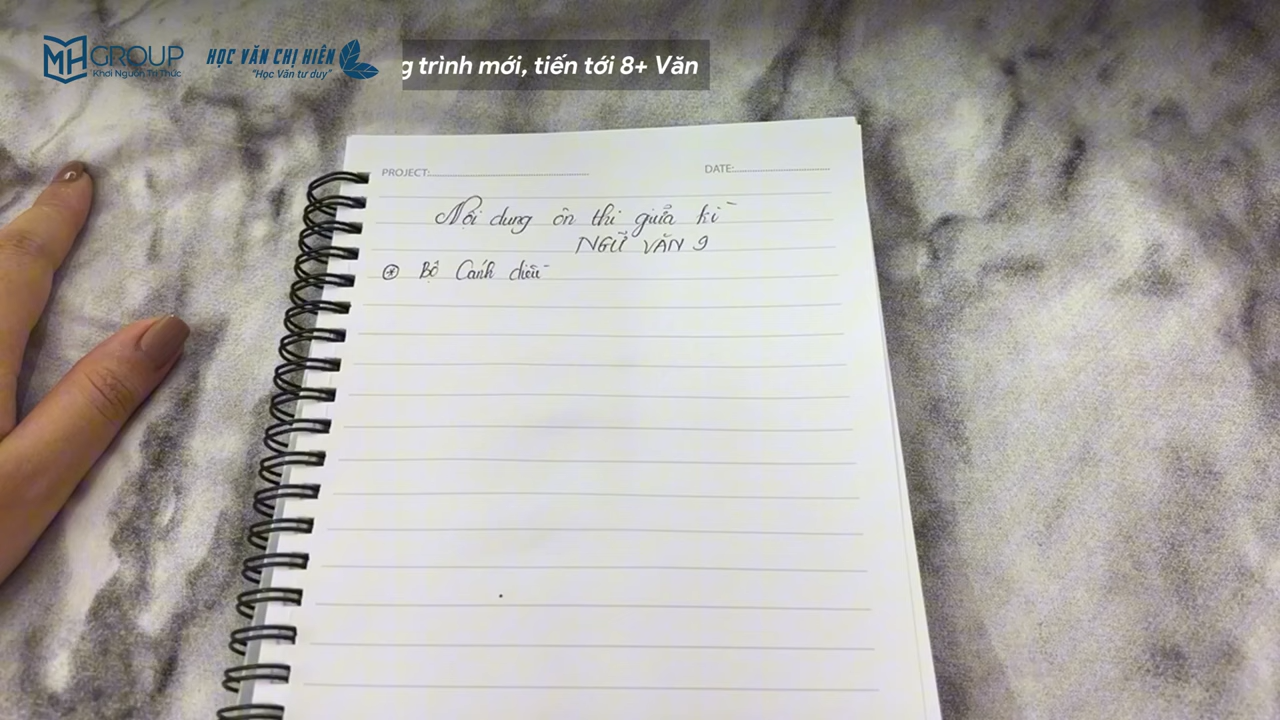 MH GROUP
Khơi Nguồn Tri Thức
HỌC VĂN CHỊ HIÊN
"Học Văn tư duy"
g trình mới, tiến tới 8+ Văn
PROJECT: DATE:
Nội dung ôn thi giữa kì
NGỮ VĂN 9
Bộ Cánh diều